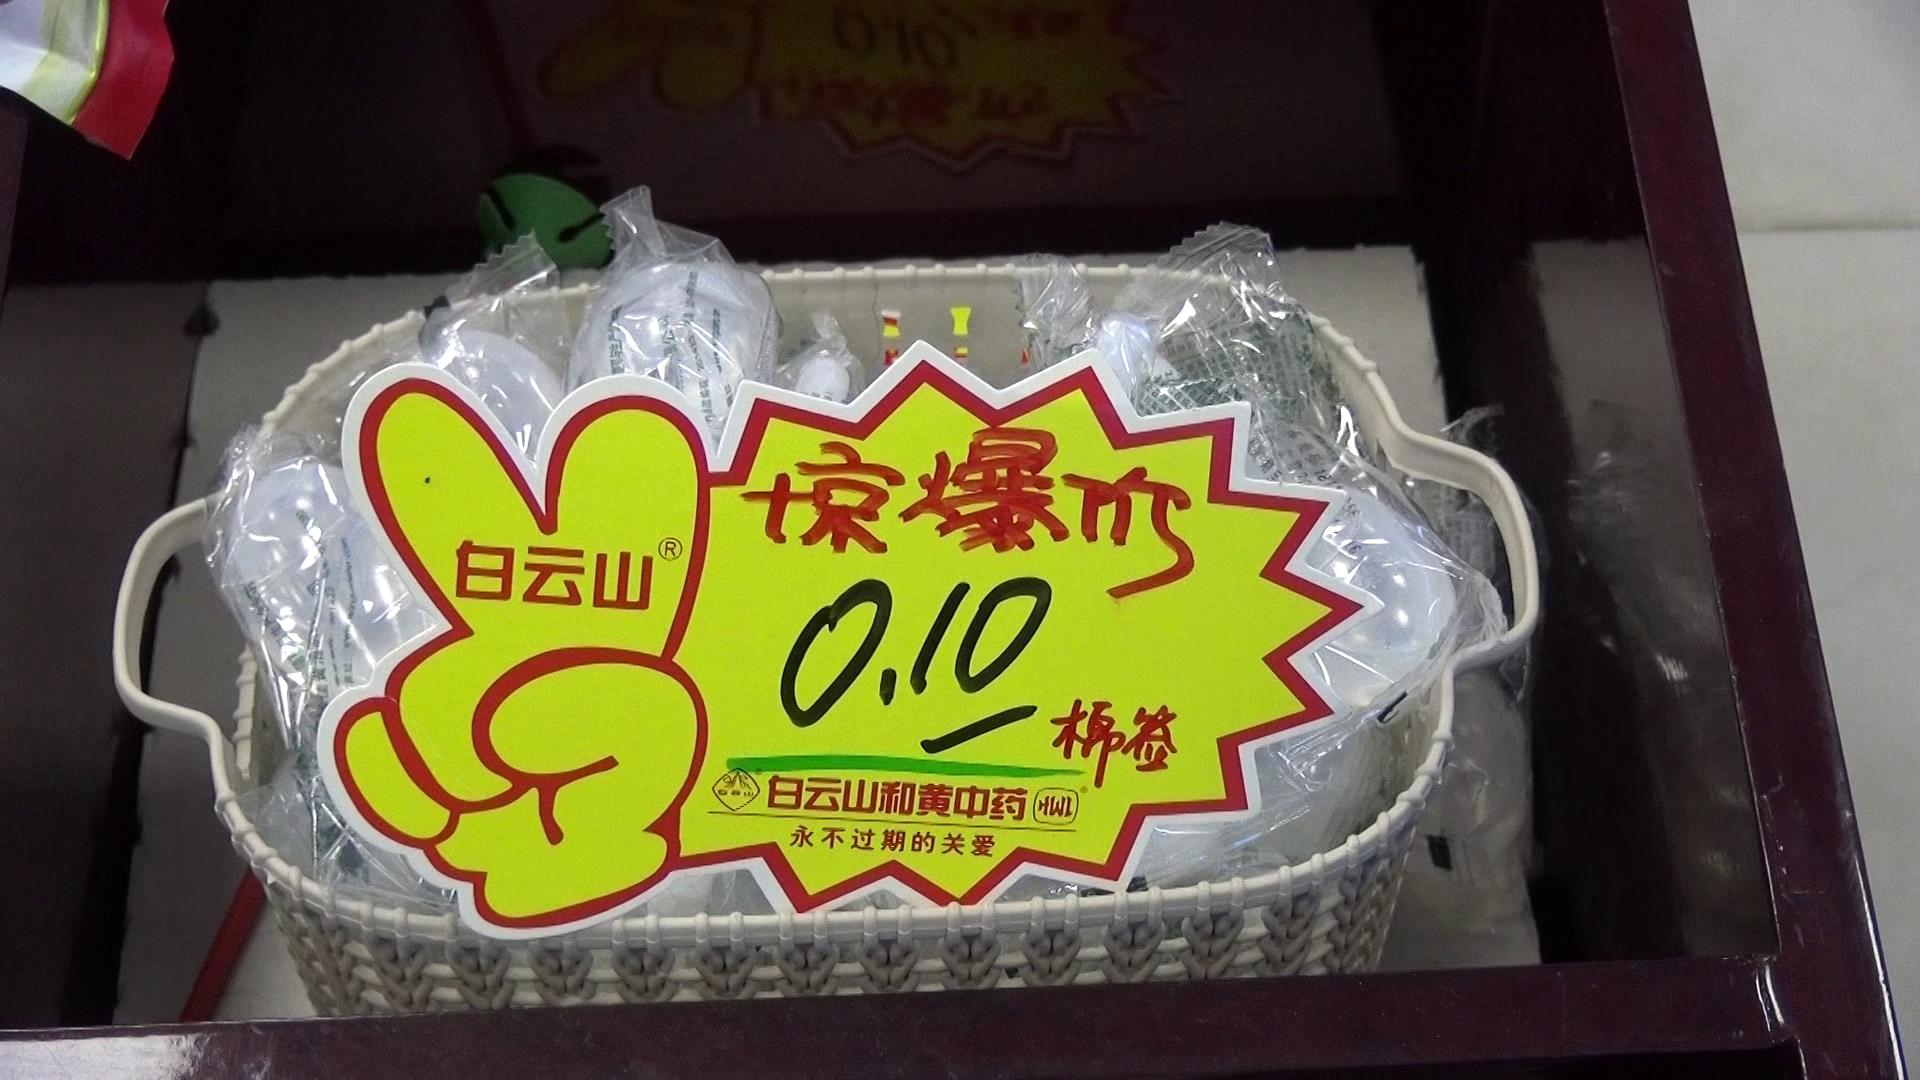 惊爆价
白云山®
0.10
棉签
白云山和黄中药
永不过期的关爱